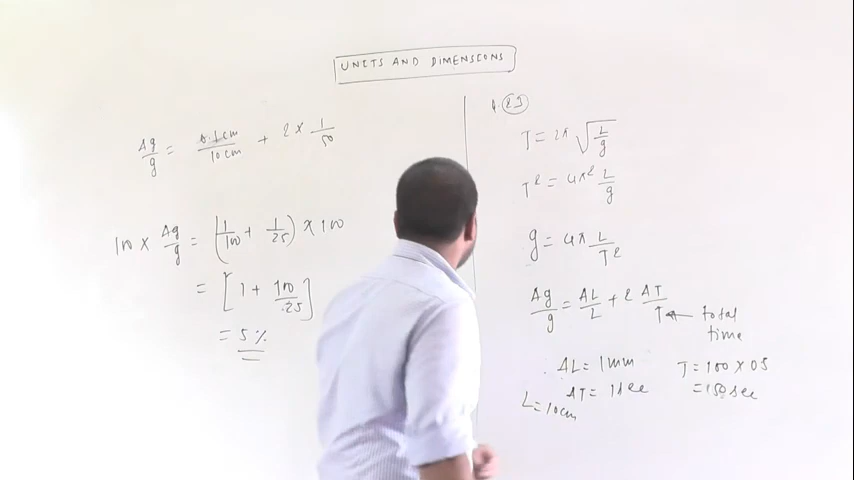 UNITS AND DIMENSIONS
Δg/g = 0.1cm/10cm + 2 × 1/50
100 × Δg/g = (1/100 + 1/25) × 100
= [1 + 100/25]
= 5%
T = 2π √(L/g)
T² = 4π² L/g
g = 4π L/T²
Δg/g = ΔL/L + 2 ΔT/T ← total time
ΔL = 1mm
ΔT = 1sec
L = 10cm
T = 100 × 0.5
= 50sec